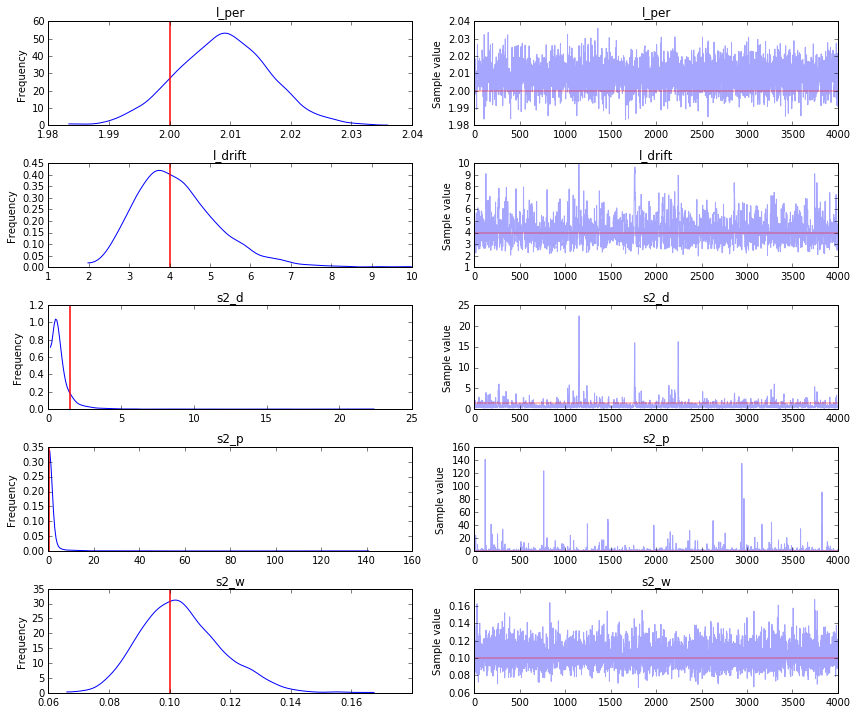 l_per
Frequency
60
50
40
30
20
10
0
1.98 1.99 2.00 2.01 2.02 2.03 2.04
l_per
Sample value
2.04
2.03
2.02
2.01
2.00
1.99
1.98
0 500 1000 1500 2000 2500 3000 3500 4000
l_drift
Frequency
0.45
0.40
0.35
0.30
0.25
0.20
0.15
0.10
0.05
0.00
1 2 3 4 5 6 7 8 9 10
l_drift
Sample value
10
9
8
7
6
5
4
3
2
1
0 500 1000 1500 2000 2500 3000 3500 4000
s2_d
Frequency
1.2
1.0
0.8
0.6
0.4
0.2
0.0
0 5 10 15 20 25
s2_d
Sample value
25
20
15
10
5
0
0 500 1000 1500 2000 2500 3000 3500 4000
s2_p
Frequency
0.35
0.30
0.25
0.20
0.15
0.10
0.05
0.00
0 20 40 60 80 100 120 140 160
s2_p
Sample value
160
140
120
100
80
60
40
20
0
0 500 1000 1500 2000 2500 3000 3500 4000
s2_w
Frequency
35
30
25
20
15
10
5
0
0.06 0.08 0.10 0.12 0.14 0.16
s2_w
Sample value
0.16
0.14
0.12
0.10
0.08
0.06
0 500 1000 1500 2000 2500 3000 3500 4000